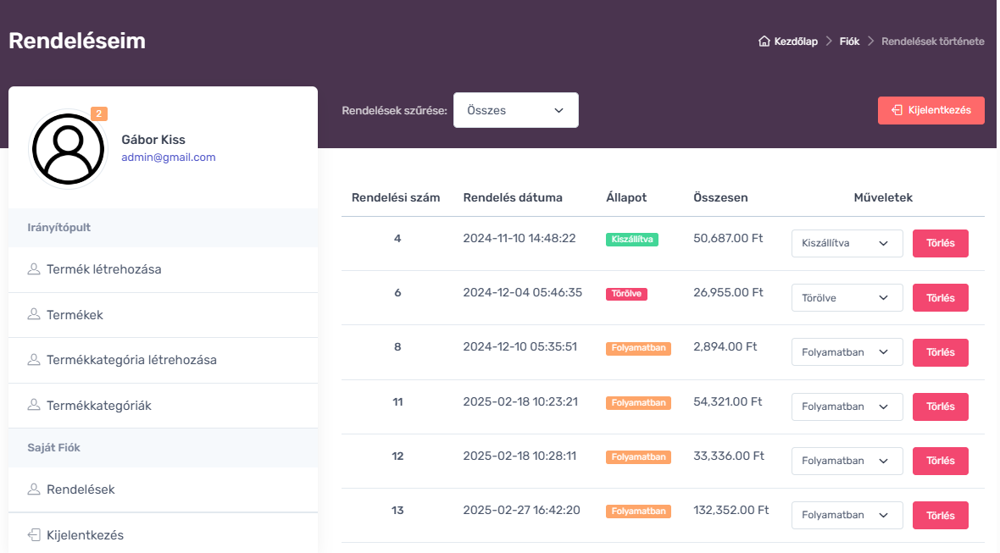 Rendeléseim
Kezdőlap > Fiók > Rendelések története
2
Gábor Kiss
admin@gmail.com
Irányítópult
Termék létrehozása
Termékek
Termékkategória létrehozása
Termékkategóriák
Saját Fiók
Rendelések
Kijelentkezés
Rendelések szűrése: Összes Kijelentkezés
Rendelési szám Rendelés dátuma Állapot Összesen Műveletek
4 2024-11-10 14:48:22 Kiszállítva 50,687.00 Ft Kiszállítva Törlés
6 2024-12-04 05:46:35 Törölve 26,955.00 Ft Törölve Törlés
8 2024-12-10 05:35:51 Folyamatban 2,894.00 Ft Folyamatban Törlés
11 2025-02-18 10:23:21 Folyamatban 54,321.00 Ft Folyamatban Törlés
12 2025-02-18 10:28:11 Folyamatban 33,336.00 Ft Folyamatban Törlés
13 2025-02-27 16:42:20 Folyamatban 132,352.00 Ft Folyamatban Törlés